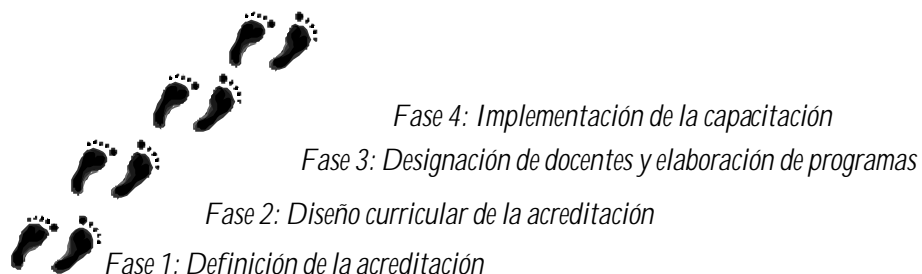 Fase 4: Implementación de la capacitación
Fase 3: Designación de docentes y elaboración de programas
Fase 2: Diseño curricular de la acreditación
Fase 1: Definición de la acreditación